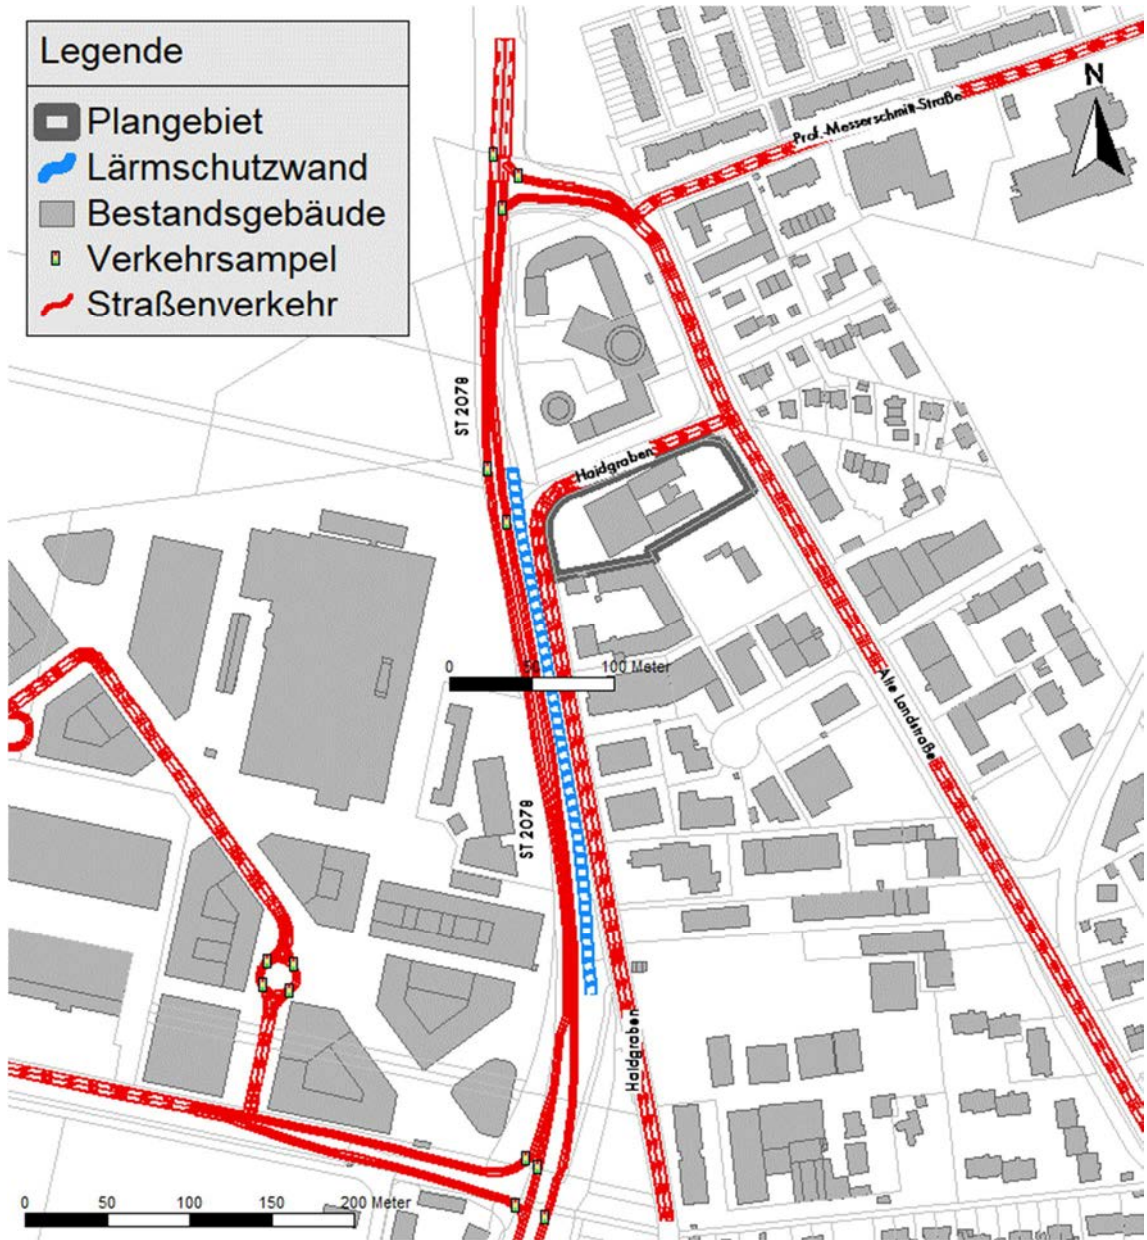 Legende
Plangebiet
Lärmschutzwand
Bestandsgebäude
Verkehrsampel
Straßenverkehr
N
Prof.-Messerschmitt-Straße
ST 2078
Haidgraben
0 50 100 Meter
Alte Landstraße
ST 2078
Haidgraben
0 50 100 150 200 Meter